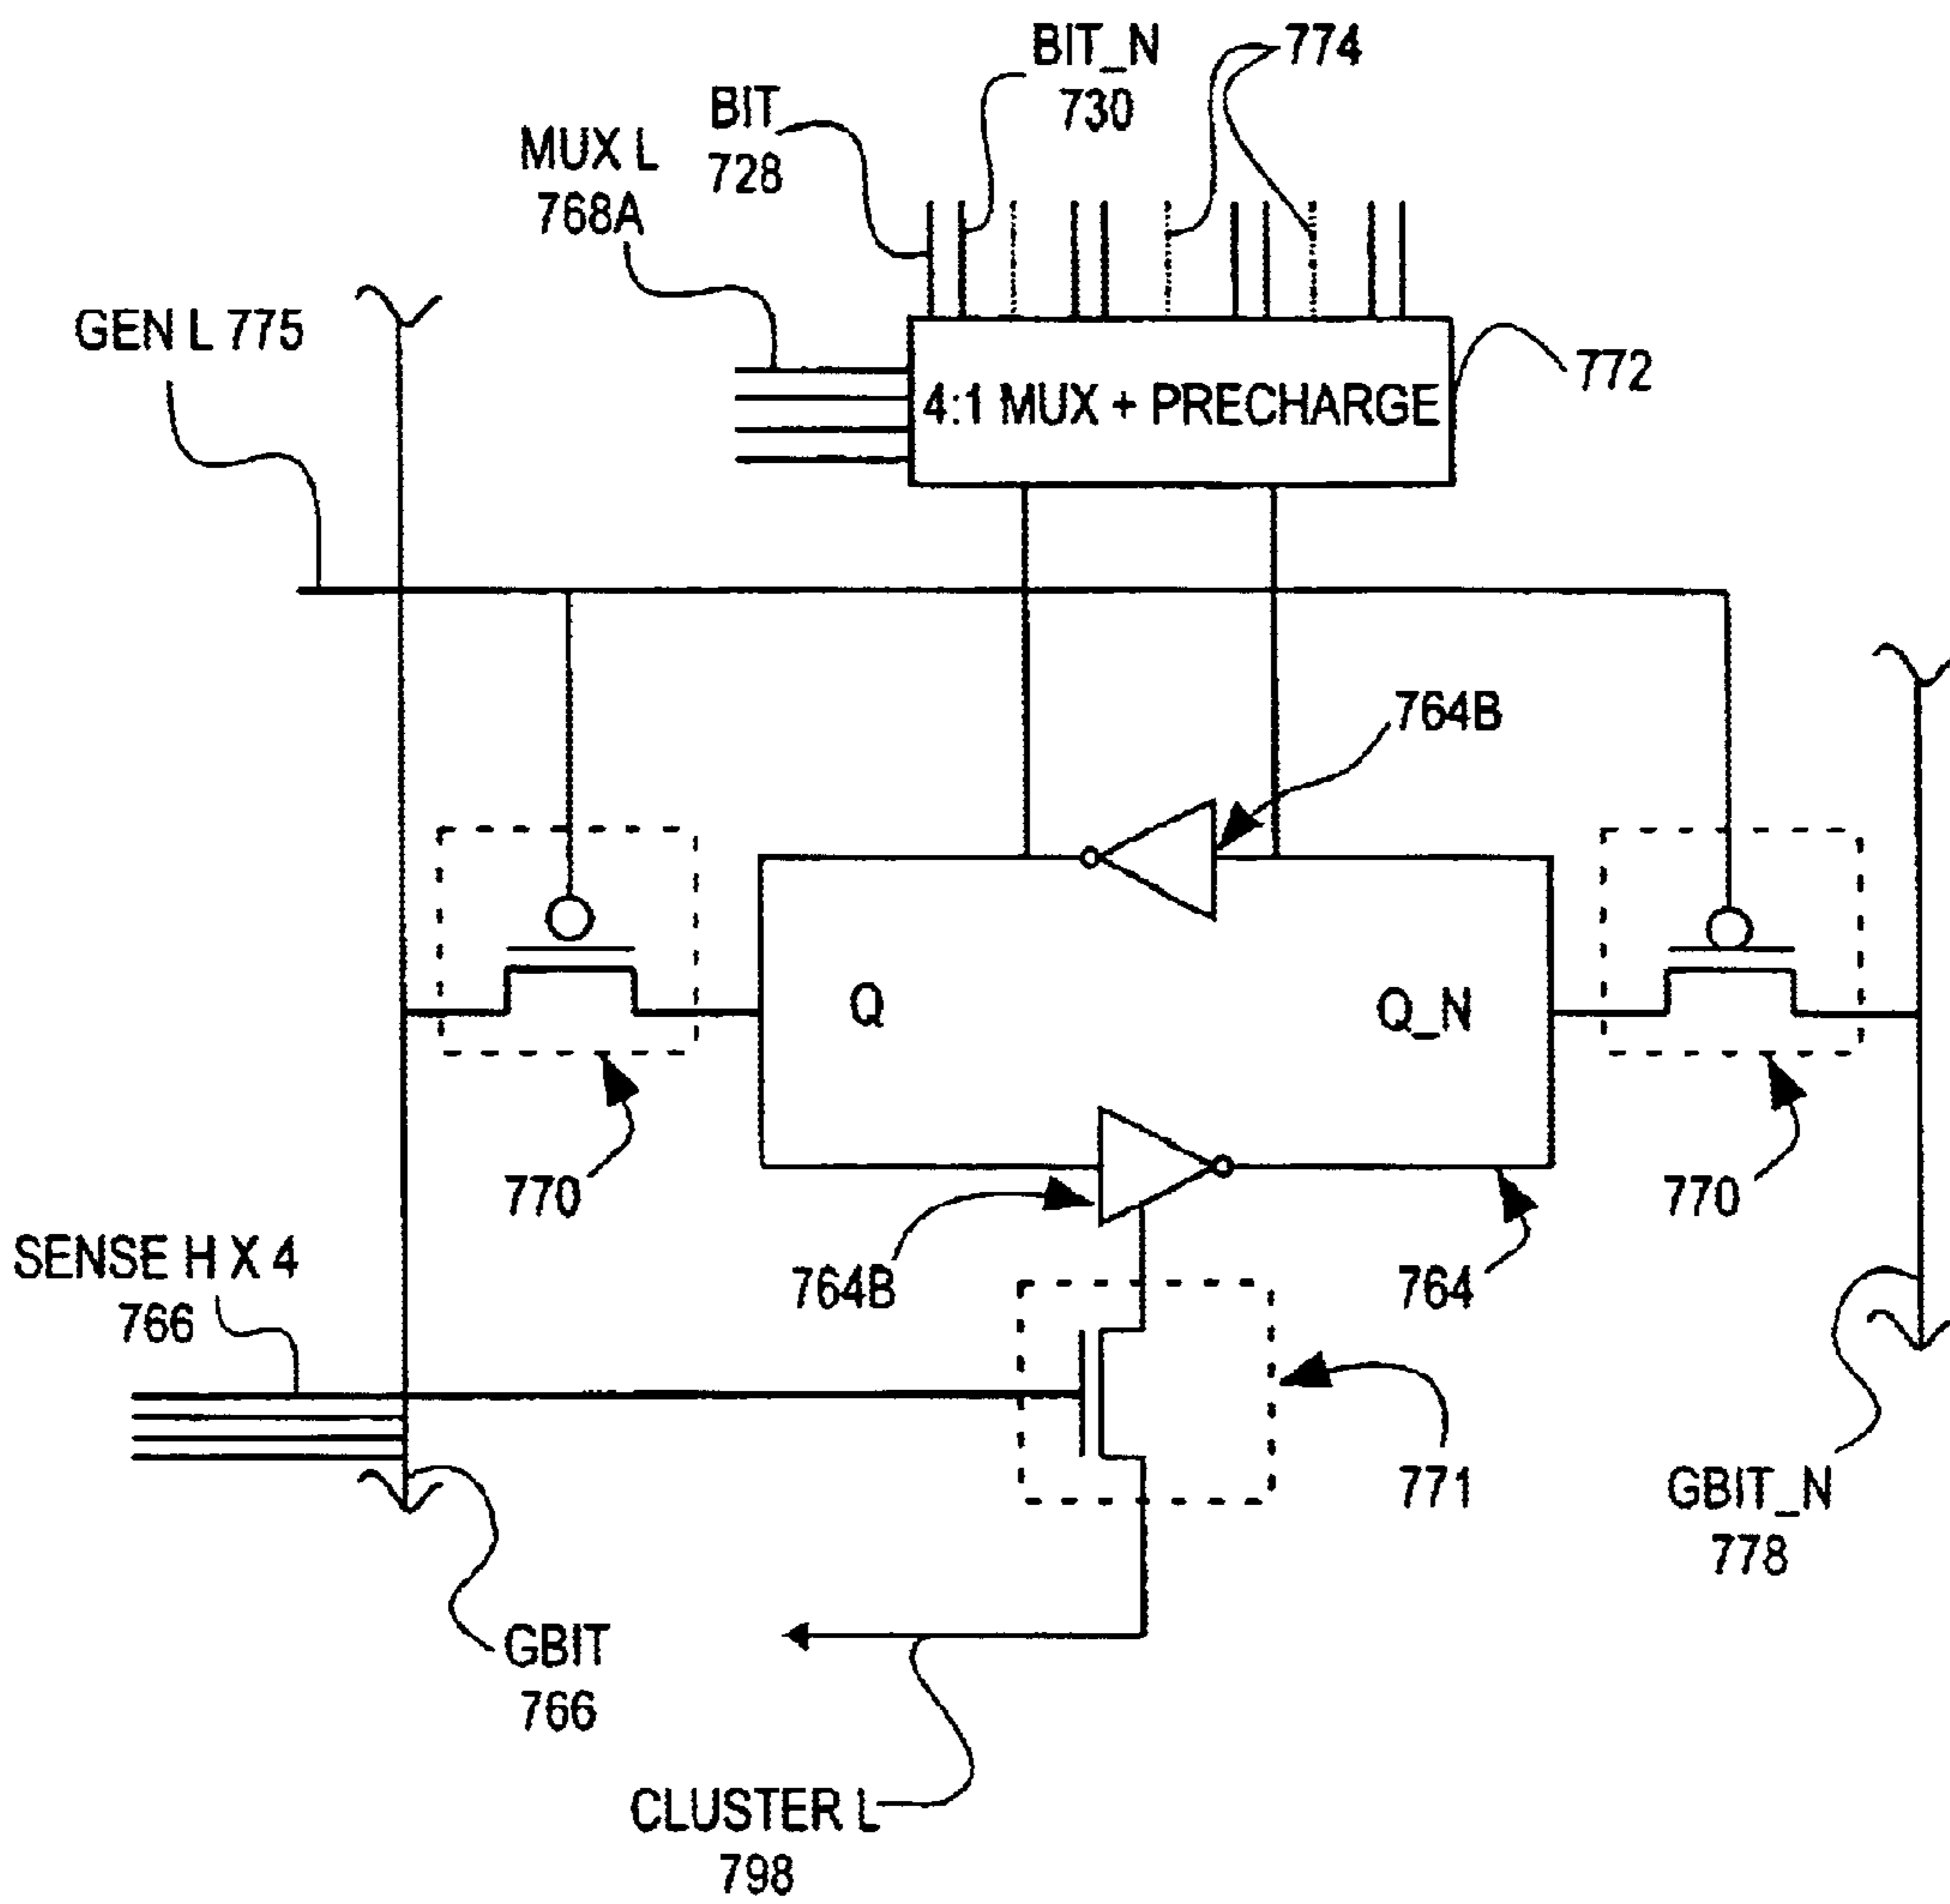 BIT_N
730
774
BIT
728
MUX L
768A
GEN L 775
772
4:1 MUX + PRECHARGE
764B
Q
Q_N
770
770
SENSE H X 4
766
764B
764
771
GBIT_N
778
GBIT
766
CLUSTER L
798